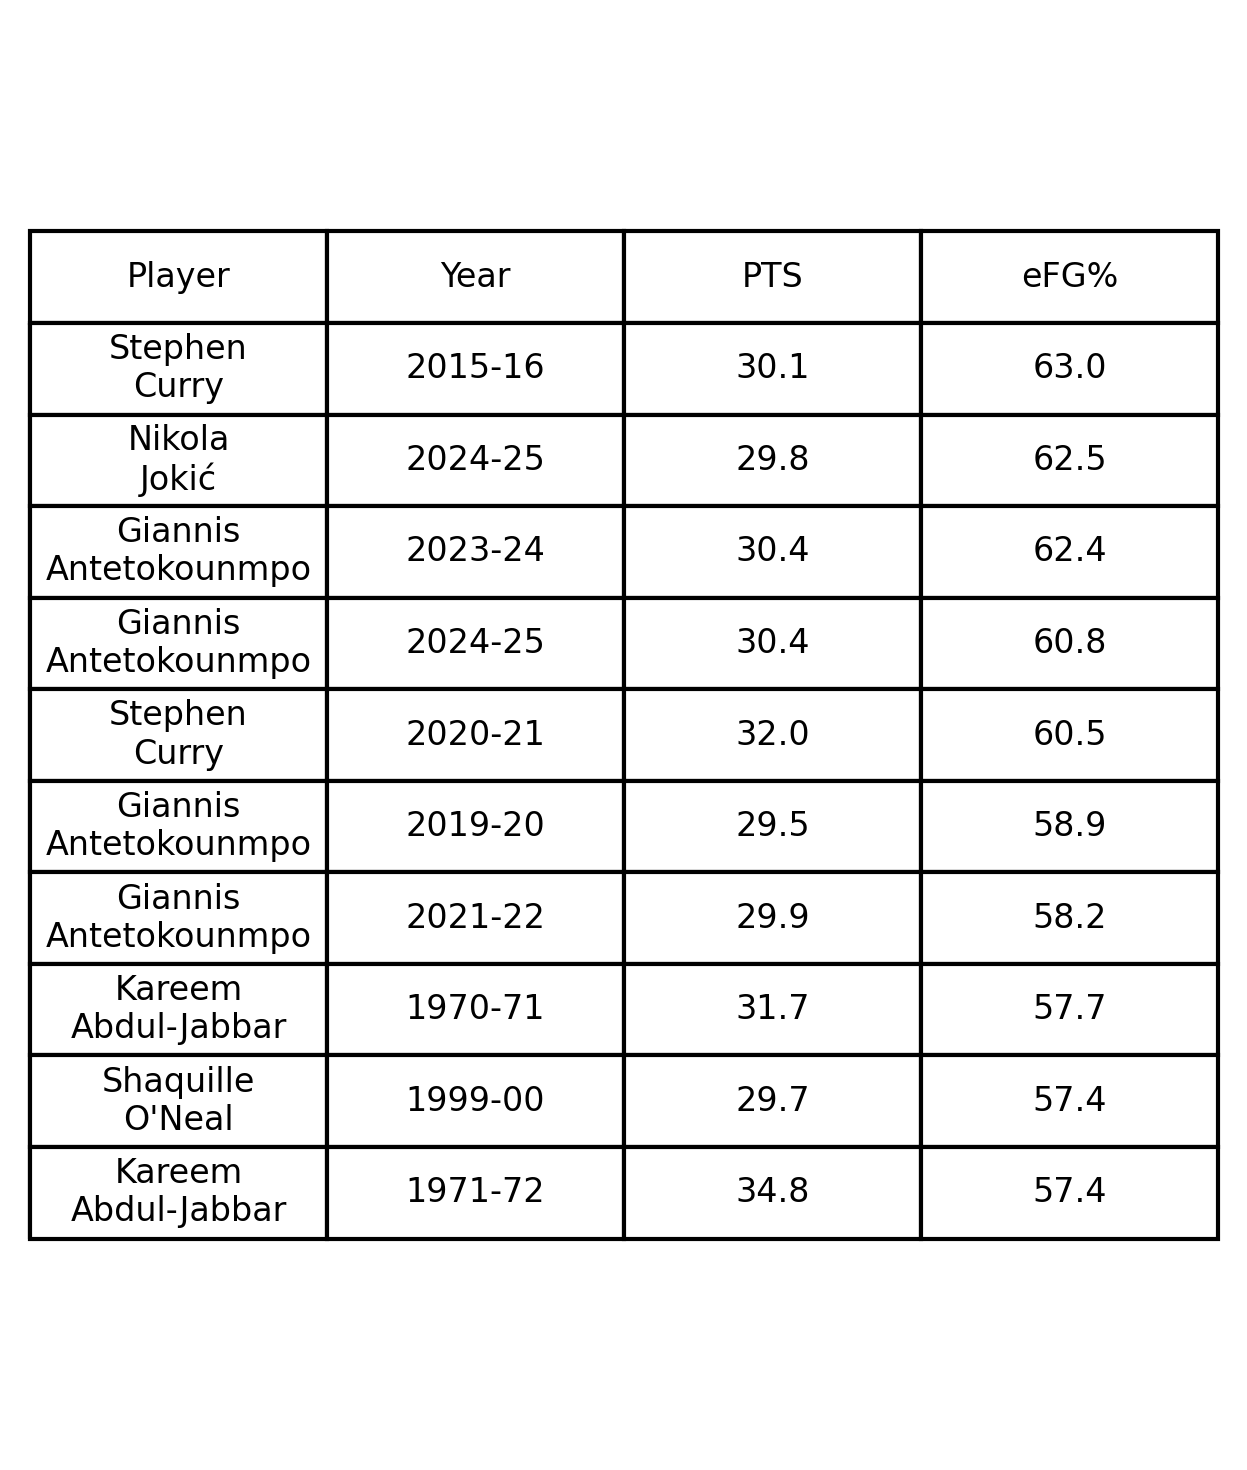 Player Year PTS eFG%
Stephen
Curry 2015-16 30.1 63.0
Nikola
Jokić 2024-25 29.8 62.5
Giannis
Antetokounmpo 2023-24 30.4 62.4
Giannis
Antetokounmpo 2024-25 30.4 60.8
Stephen
Curry 2020-21 32.0 60.5
Giannis
Antetokounmpo 2019-20 29.5 58.9
Giannis
Antetokounmpo 2021-22 29.9 58.2
Kareem
Abdul-Jabbar 1970-71 31.7 57.7
Shaquille
O'Neal 1999-00 29.7 57.4
Kareem
Abdul-Jabbar 1971-72 34.8 57.4